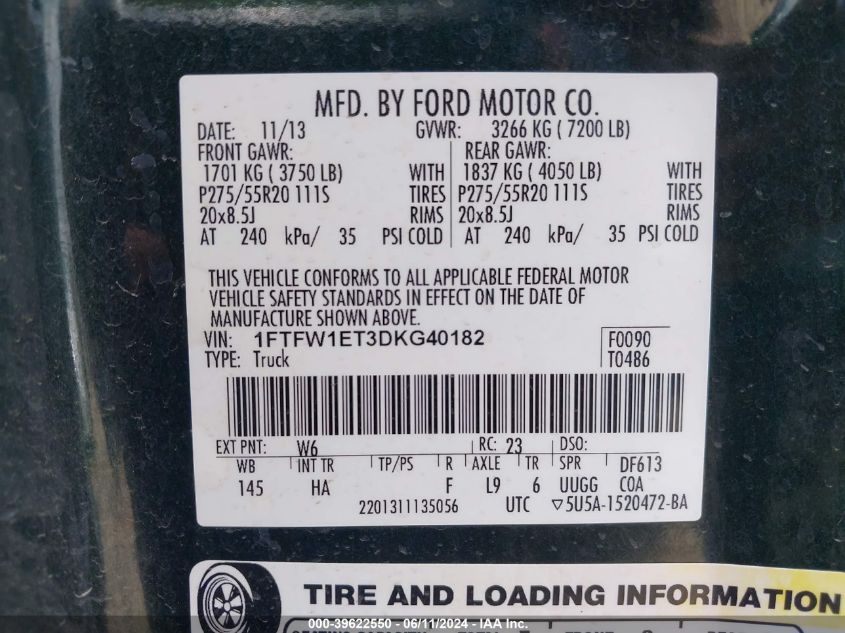 MFD. BY FORD MOTOR CO.
DATE: 11/13 GVWR: 3266 KG ( 7200 LB)
FRONT GAWR: REAR GAWR:
1701 KG ( 3750 LB) WITH 1837 KG ( 4050 LB) WITH
P275/55R20 111S TIRES P275/55R20 111S TIRES
20x8.5J RIMS 20x8.5J RIMS
AT 240 kPa/ 35 PSI COLD AT 240 kPa/ 35 PSI COLD
THIS VEHICLE CONFORMS TO ALL APPLICABLE FEDERAL MOTOR
VEHICLE SAFETY STANDARDS IN EFFECT ON THE DATE OF
MANUFACTURE SHOWN ABOVE.
VIN: 1FTFW1ET3DKG40182 F0090
TYPE: Truck T0486
EXT PNT: W6 RC: 23 DSO:
WB INT TR TP/PS R AXLE TR SPR DF613
145 HA F L9 6 UUGG COA
2201311135056 UTC ▽5U5A-1520472-BA
TIRE AND LOADING INFORMATION
000-39622550 - 06/11/2024 - IAA Inc.